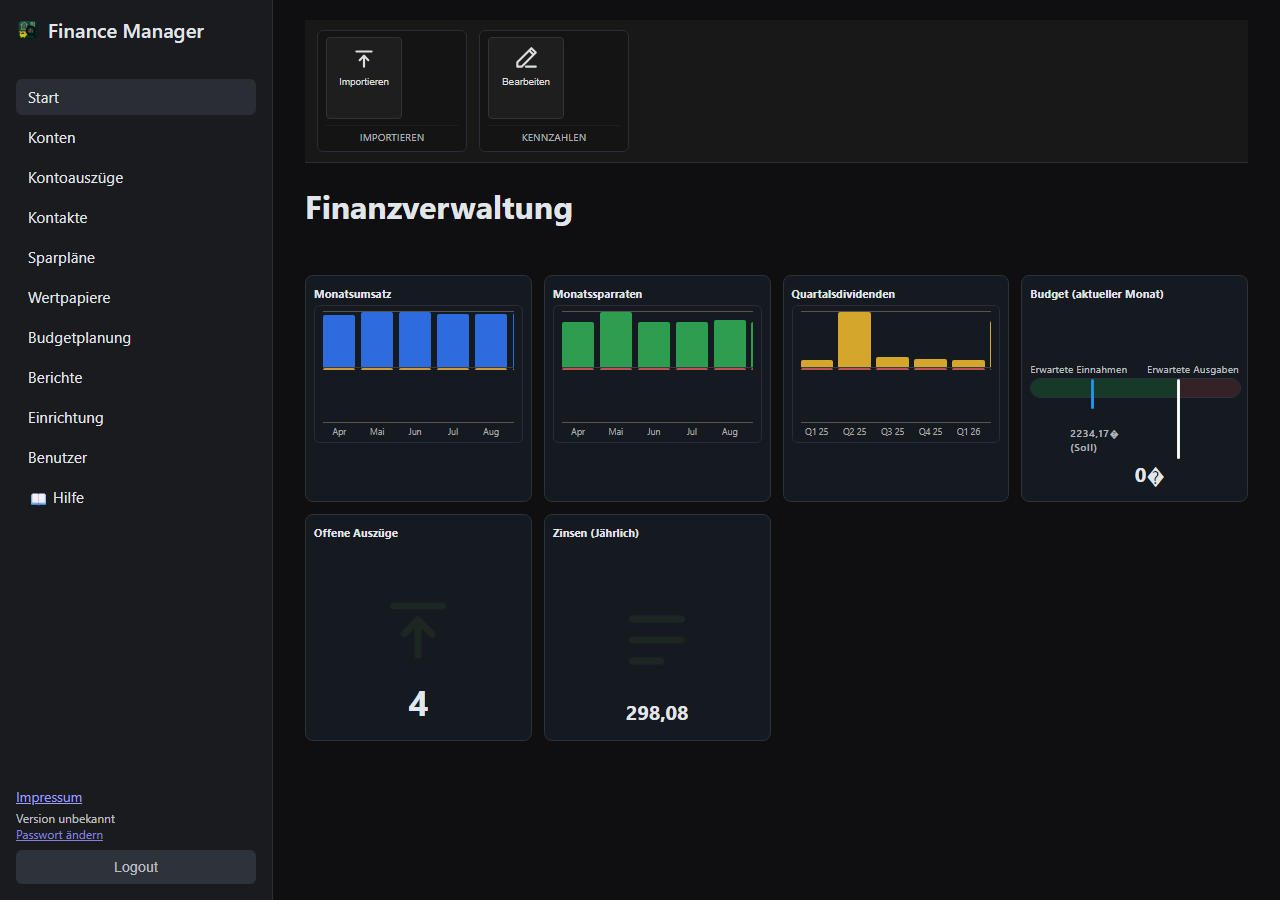 Finance Manager
Start
Konten
Kontoauszüge
Kontakte
Sparpläne
Wertpapiere
Budgetplanung
Berichte
Einrichtung
Benutzer
Hilfe
Impressum
Version unbekannt
Passwort ändern
Logout
Importieren
IMPORTIEREN
Bearbeiten
KENNZAHLEN
Finanzverwaltung
Monatsumsatz
Apr Mai Jun Jul Aug
Monatssparraten
Apr Mai Jun Jul Aug
Quartalsdividenden
Q1 25 Q2 25 Q3 25 Q4 25 Q1 26
Budget (aktueller Monat)
Erwartete Einnahmen Erwartete Ausgaben
2234,17�
(Soll)
0�
Offene Auszüge
4
Zinsen (Jährlich)
298,08